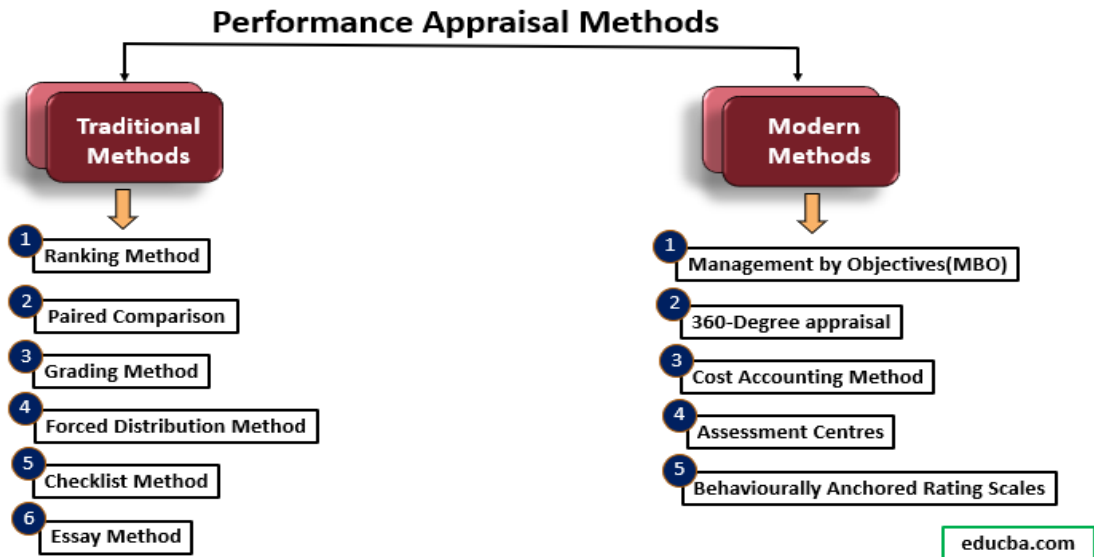 Performance Appraisal Methods
Traditional
Methods
1
Ranking Method
2
Paired Comparison
3
Grading Method
4
Forced Distribution Method
5
Checklist Method
6
Essay Method
Modern
Methods
1
Management by Objectives(MBO)
2
360-Degree appraisal
3
Cost Accounting Method
4
Assessment Centres
5
Behaviourally Anchored Rating Scales
educba.com